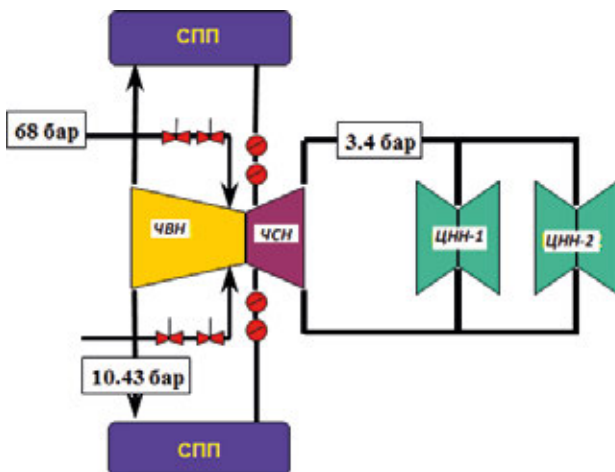 СПП
68 бар
3.4 бар
ЧВН
ЧСН
ЦНН-1
ЦНН-2
10.43 бар
СПП